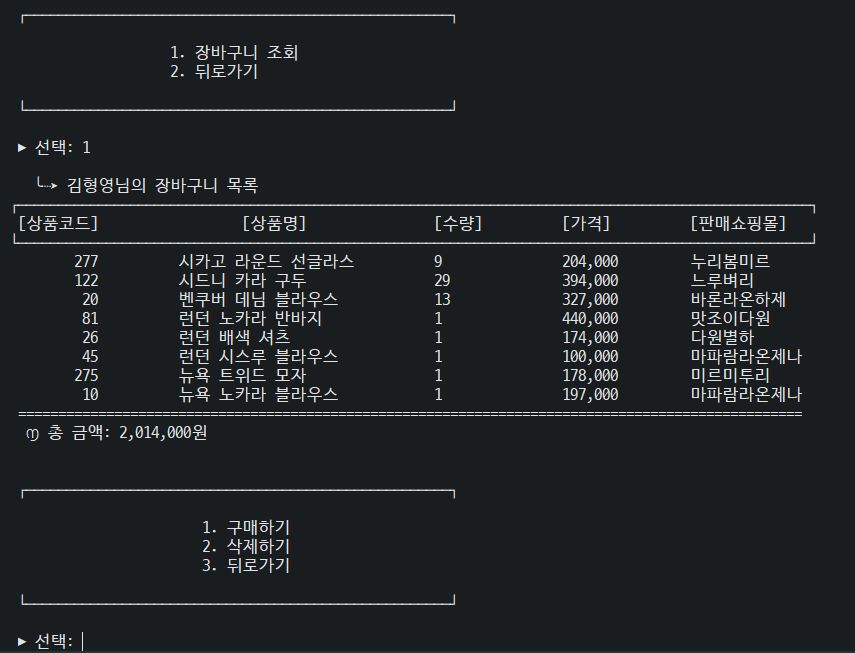 1. 장바구니 조회
2. 뒤로가기
▶ 선택: 1
╰┈➤ 김형영님의 장바구니 목록
[상품코드] [상품명] [수량] [가격] [판매쇼핑몰]
277 시카고 라운드 선글라스 9 204,000 누리봄미르
122 시드니 카라 구두 29 394,000 느루벼리
20 벤쿠버 데님 블라우스 13 327,000 바론라온하제
81 런던 노카라 반바지 1 440,000 맛조이다원
26 런던 배색 셔츠 1 174,000 다원별하
45 런던 시스루 블라우스 1 100,000 마파람라온제나
275 뉴욕 트위드 모자 1 178,000 미르미투리
10 뉴욕 노카라 블라우스 1 197,000 마파람라온제나
==================================================================================================
총 금액: 2,014,000원
1. 구매하기
2. 삭제하기
3. 뒤로가기
▶ 선택: